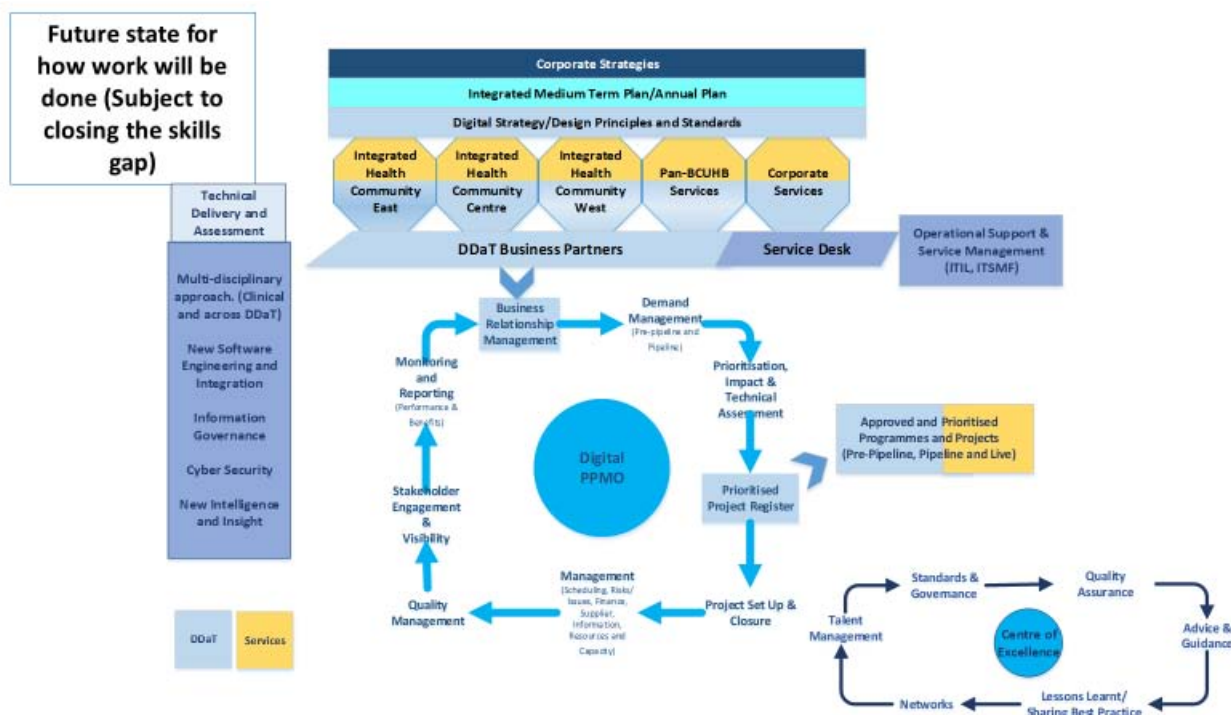 Future state for
how work will be
done (Subject to
closing the skills
gap)
Corporate Strategies
Integrated Medium Term Plan/Annual Plan
Digital Strategy/Design Principles and Standards
Integrated
Health
Community
East
Integrated
Health
Community
Centre
Integrated
Health
Community
West
Pan-BCUHB
Services
Corporate
Services
DDaT Business Partners
Service Desk
Operational Support &
Service Management
(ITIL, ITSMF)
Technical
Delivery and
Assessment
Multi-disciplinary
approach. (Clinical
and across DDaT)
New Software
Engineering and
Integration
Information
Governance
Cyber Security
New Intelligence
and Insight
Business
Relationship
Management
Demand
Management
(Pre-pipeline and
Pipeline)
Prioritisation,
Impact &
Technical
Assessment
Prioritised
Project Register
Approved and Prioritised
Programmes and Projects
(Pre-Pipeline, Pipeline and Live)
Project Set Up &
Closure
Management
(Scheduling, Risks/
Issues, Finance,
Supplier,
Information,
Resources and
Capacity)
Quality
Management
Stakeholder
Engagement
&
Visibility
Monitoring
and
Reporting
(Performance &
Benefits)
Digital
PPMO
DDaT
Services
Standards &
Governance
Quality
Assurance
Advice &
Guidance
Lessons Learnt/
Sharing Best Practice
Networks
Talent
Management
Centre of
Excellence